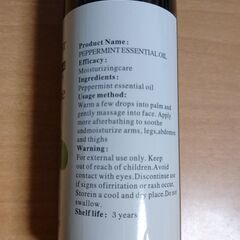 Product Name:
PEPPERMINT ESSENTIAL OIL
Efficacy:
Moisturizingcare
Ingredients:
Peppermint essential oil
Usage method:
Warm a few drops into palm and
gently massage into face. Apply
more afterbathing to soothe
andmoisturize arms, legs,abdomen
and thighs
Warning:
For external use only. Keep
out of reach of children.Avoid
contact with eyes.Discontinue use
if signs ofirritation or rash occur.
Storein a cool and dry place.Do not
swallow.
Shelf life: 3 years